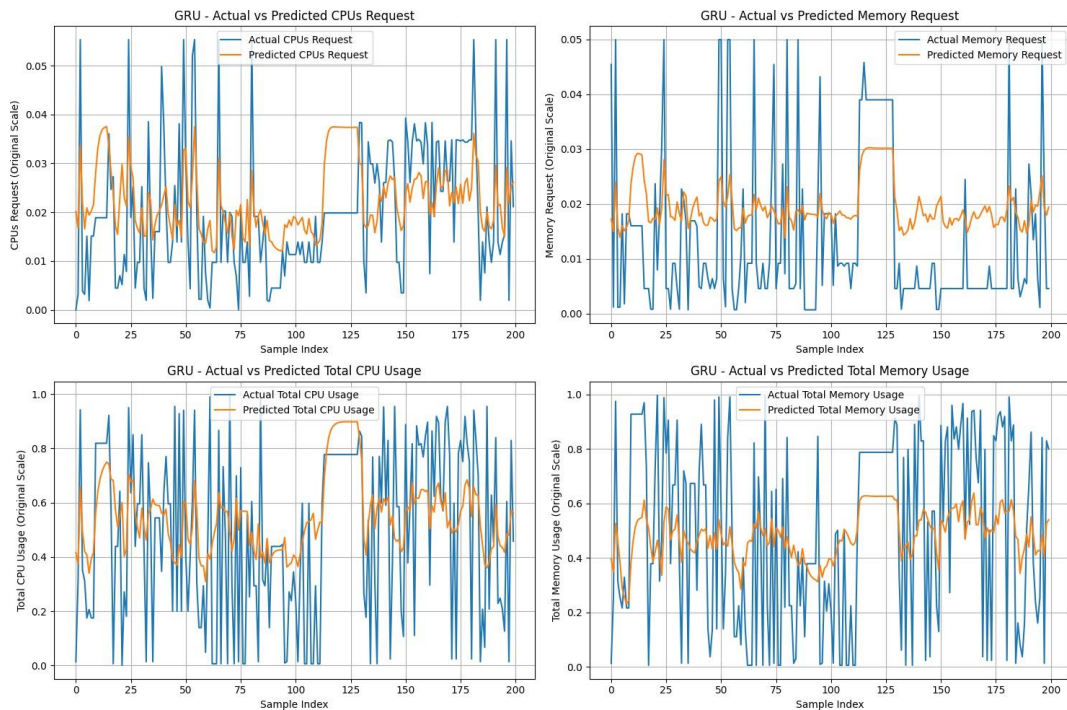 GRU - Actual vs Predicted CPUs Request
Actual CPUs Request
Predicted CPUs Request
CPUs Request (Original Scale)
0.05
0.04
0.03
0.02
0.01
0.00
0 25 50 75 100 125 150 175 200
Sample Index
GRU - Actual vs Predicted Memory Request
Actual Memory Request
Predicted Memory Request
Memory Request (Original Scale)
0.05
0.04
0.03
0.02
0.01
0.00
0 25 50 75 100 125 150 175 200
Sample Index
GRU - Actual vs Predicted Total CPU Usage
Actual Total CPU Usage
Predicted Total CPU Usage
Total CPU Usage (Original Scale)
1.0
0.8
0.6
0.4
0.2
0.0
0 25 50 75 100 125 150 175 200
Sample Index
GRU - Actual vs Predicted Total Memory Usage
Actual Total Memory Usage
Predicted Total Memory Usage
Total Memory Usage (Original Scale)
1.0
0.8
0.6
0.4
0.2
0.0
0 25 50 75 100 125 150 175 200
Sample Index